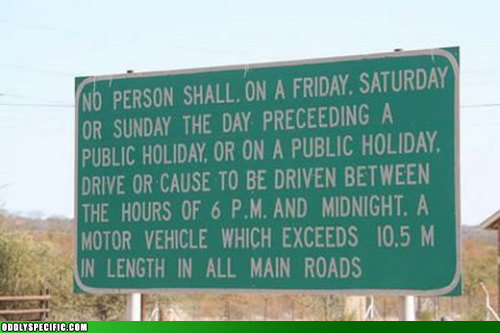 NO PERSON SHALL, ON A FRIDAY, SATURDAY
OR SUNDAY THE DAY PRECEEDING A
PUBLIC HOLIDAY, OR ON A PUBLIC HOLIDAY,
DRIVE OR CAUSE TO BE DRIVEN BETWEEN
THE HOURS OF 6 P.M. AND MIDNIGHT, A
MOTOR VEHICLE WHICH EXCEEDS 10.5 M
IN LENGTH IN ALL MAIN ROADS
ODDLYSPECIFIC.COM